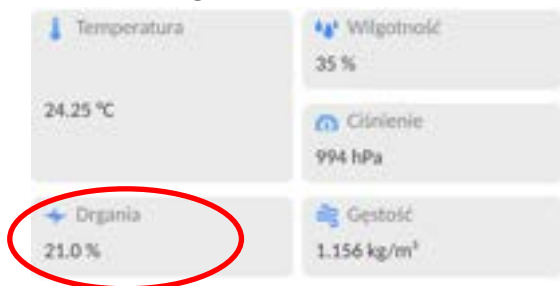 Temperatura
24.25 °C
Wilgotność
35 %
Ciśnienie
994 hPa
Drgania
21.0 %
Gęstość
1.156 kg/m³